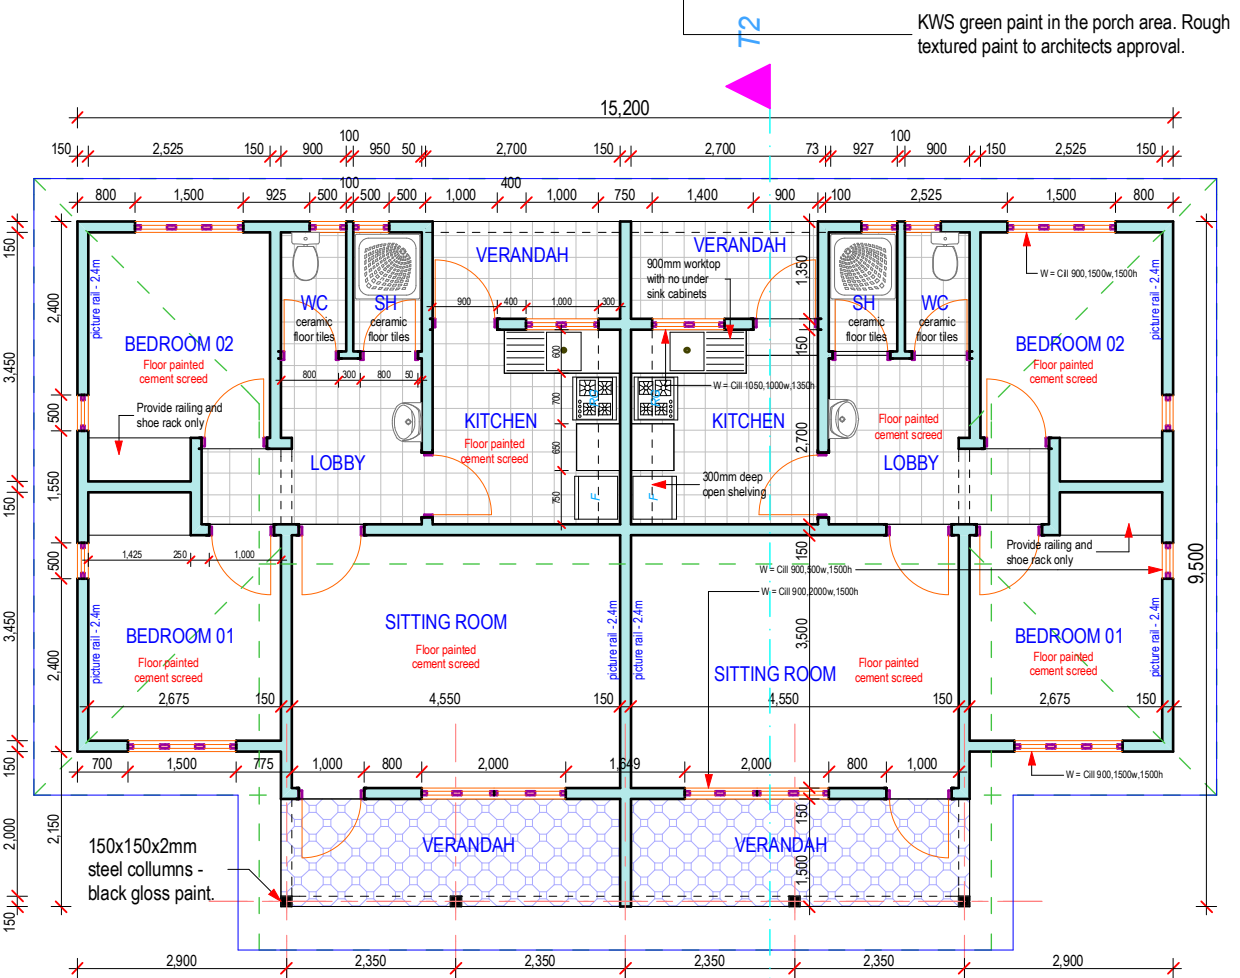 KWS green paint in the porch area. Rough
textured paint to architects approval.
T2
15,200
100 100
150 2,525 150 900 950 50 2,700 150 2,700 73 927 900 150 2,525 150
800 1,500 925 500 100 500 500 1,000 400 1,000 750 1,400 900 100 2,525 1,500 800
VERANDAH
VERANDAH
900mm worktop
with no under
sink cabinets
W = Cill 900,1500w,1500h
picture rail - 2.4m
picture rail - 2.4m
150
2,400
3,450
1,350
900 400 1,000 300
WC
ceramic
floor tiles
SH
ceramic
floor tiles
SH
ceramic
floor tiles
WC
ceramic
floor tiles
BEDROOM 02
Floor painted
cement screed
BEDROOM 02
Floor painted
cement screed
150
600
800 300 800 50
W = Cill 1050,1000w,1350h
700
Provide railing and
shoe rack only
500
KITCHEN
Floor painted
cement screed
KITCHEN
Floor painted
cement screed
2,700
650
LOBBY
LOBBY
300mm deep
open shelving
F
F
750
150
1,425 250 1,000
150
Provide railing and
shoe rack only
W = Cill 900,500w,1500h
W = Cill 900,2000w,1500h
500
9,500
3,450
2,400
3,500
picture rail - 2.4m
picture rail - 2.4m
picture rail - 2.4m
picture rail - 2.4m
BEDROOM 01
Floor painted
cement screed
SITTING ROOM
Floor painted
cement screed
SITTING ROOM
Floor painted
cement screed
BEDROOM 01
Floor painted
cement screed
2,675 150 4,550 150 4,550 150 2,675 150
700 1,500 775 1,000 800 2,000 1,649 2,000 800 1,000
W = Cill 900,1500w,1500h
150
2,000
2,150
150
1,500
VERANDAH
VERANDAH
150x150x2mm
steel collumns -
black gloss paint.
150
2,900 2,350 2,350 2,350 2,350 2,900